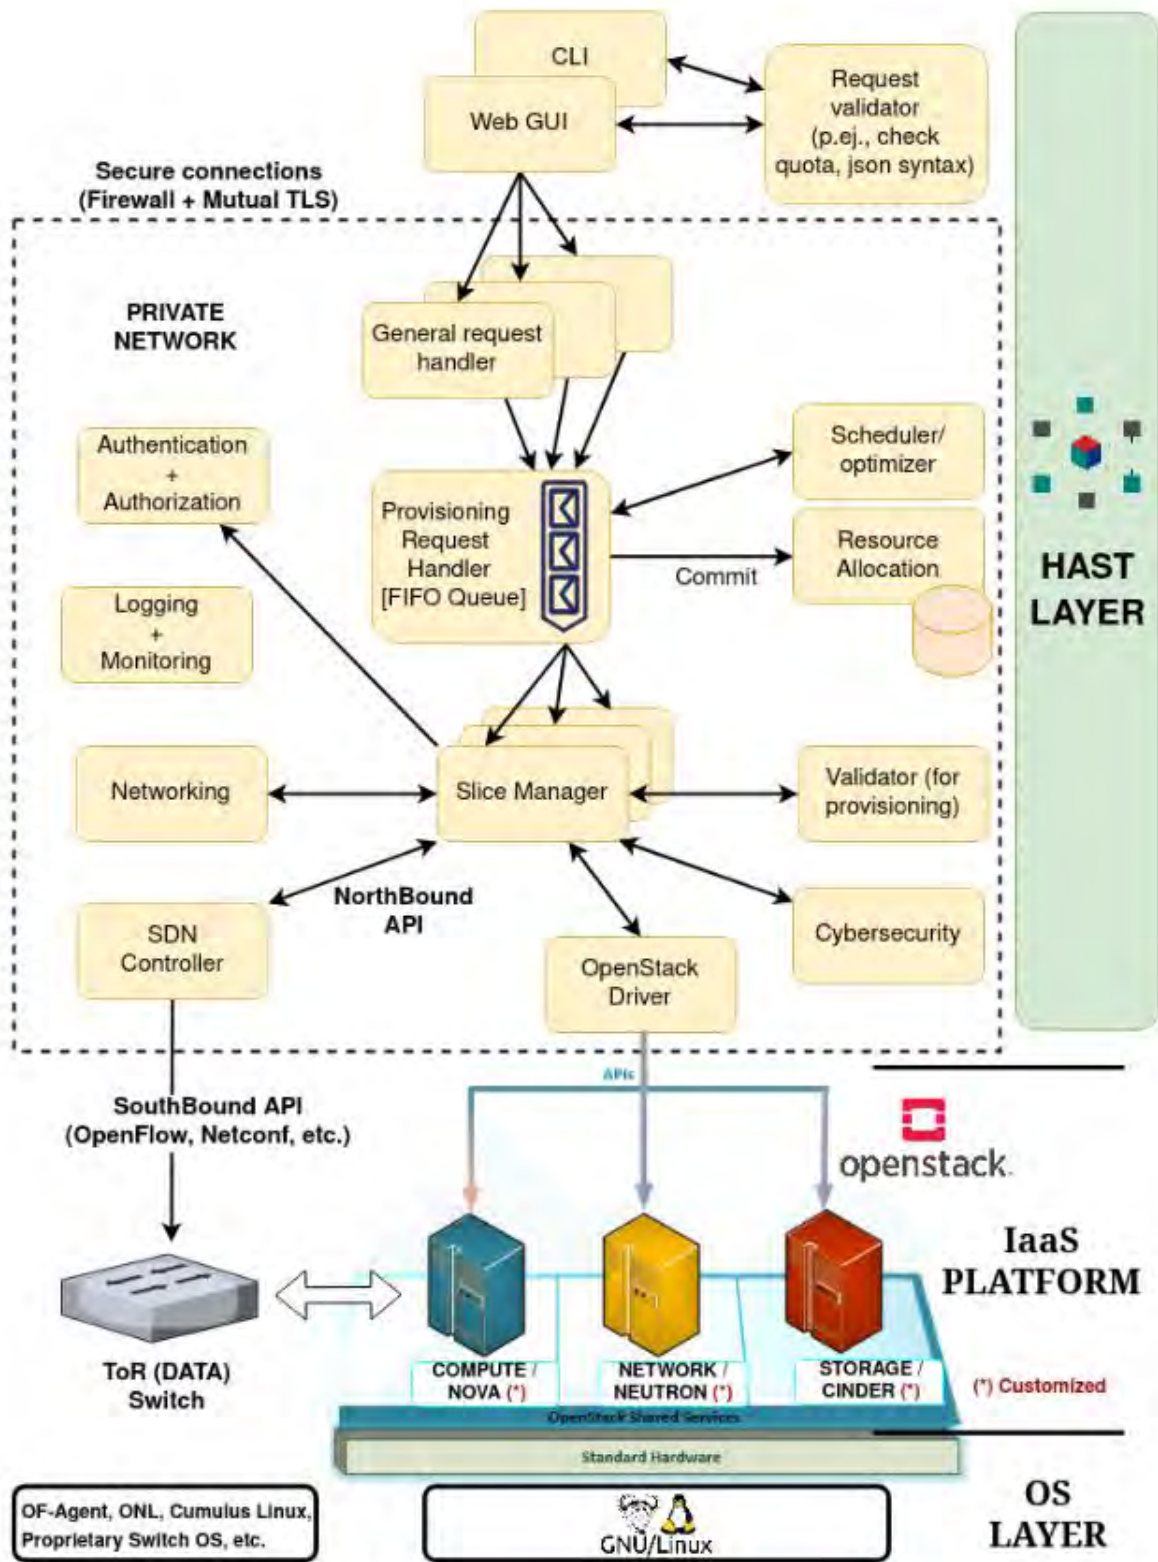 CLI
Web GUI
Request
validator
(p.ej., check
quota, json syntax)
Secure connections
(Firewall + Mutual TLS)
PRIVATE
NETWORK
General request
handler
Authentication
+
Authorization
Provisioning
Request
Handler
[FIFO Queue]
Scheduler/
optimizer
Commit
Resource
Allocation
Logging
+
Monitoring
HAST
LAYER
Networking
Slice Manager
Validator (for
provisioning)
NorthBound
API
SDN
Controller
OpenStack
Driver
Cybersecurity
APIs
SouthBound API
(OpenFlow, Netconf, etc.)
openstack.
IaaS
PLATFORM
ToR (DATA)
Switch
COMPUTE /
NOVA (*)
NETWORK /
NEUTRON (*)
STORAGE /
CINDER (*)
(*) Customized
OpenStack Shared Services
Standard Hardware
OF-Agent, ONL, Cumulus Linux,
Proprietary Switch OS, etc.
GNU/Linux
OS
LAYER